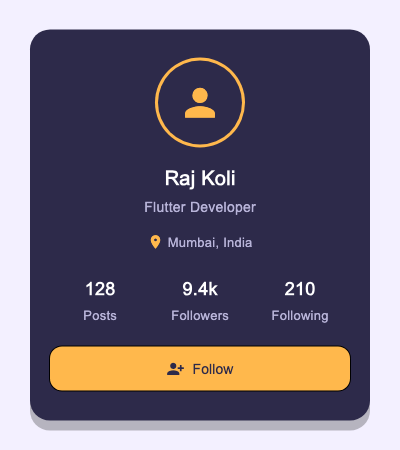 Raj Koli
Flutter Developer
Mumbai, India
128 9.4k 210
Posts Followers Following
Follow